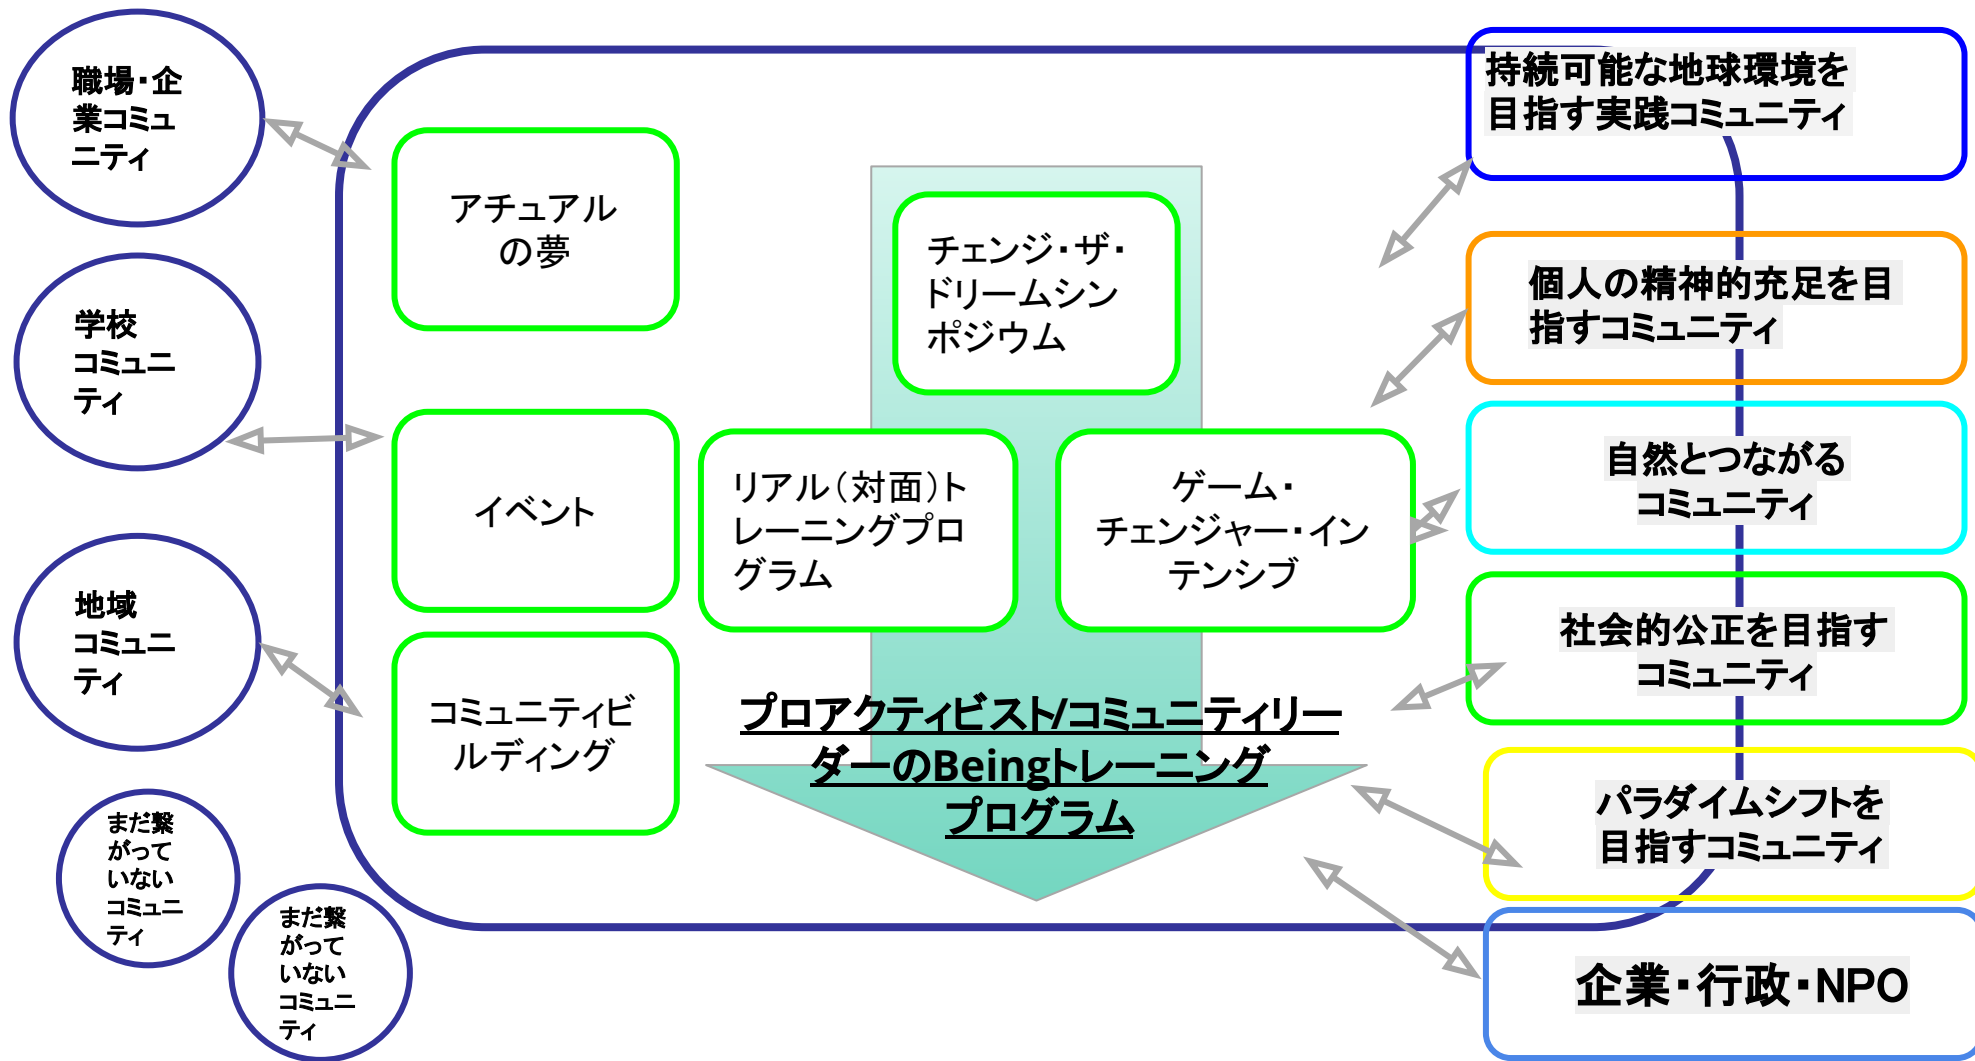 職場・企
業コミュ
ニティ
学校
コミュニ
ティ
地域
コミュニ
ティ
まだ繋
がって
いない
コミュニ
ティ
まだ繋
がって
いない
コミュニ
ティ
アチュアル
の夢
イベント
コミュニティビ
ルディング
チェンジ・ザ・
ドリームシン
ポジウム
リアル（対面）ト
レーニングプロ
グラム
ゲーム・
チェンジャー・イン
テンシブ
プロアクティビスト/コミュニティリー
ダーのBeingトレーニング
プログラム
持続可能な地球環境を
目指す実践コミュニティ
個人の精神的充足を目
指すコミュニティ
自然とつながる
コミュニティ
社会的公正を目指す
コミュニティ
パラダイムシフトを
目指すコミュニティ
企業・行政・NPO